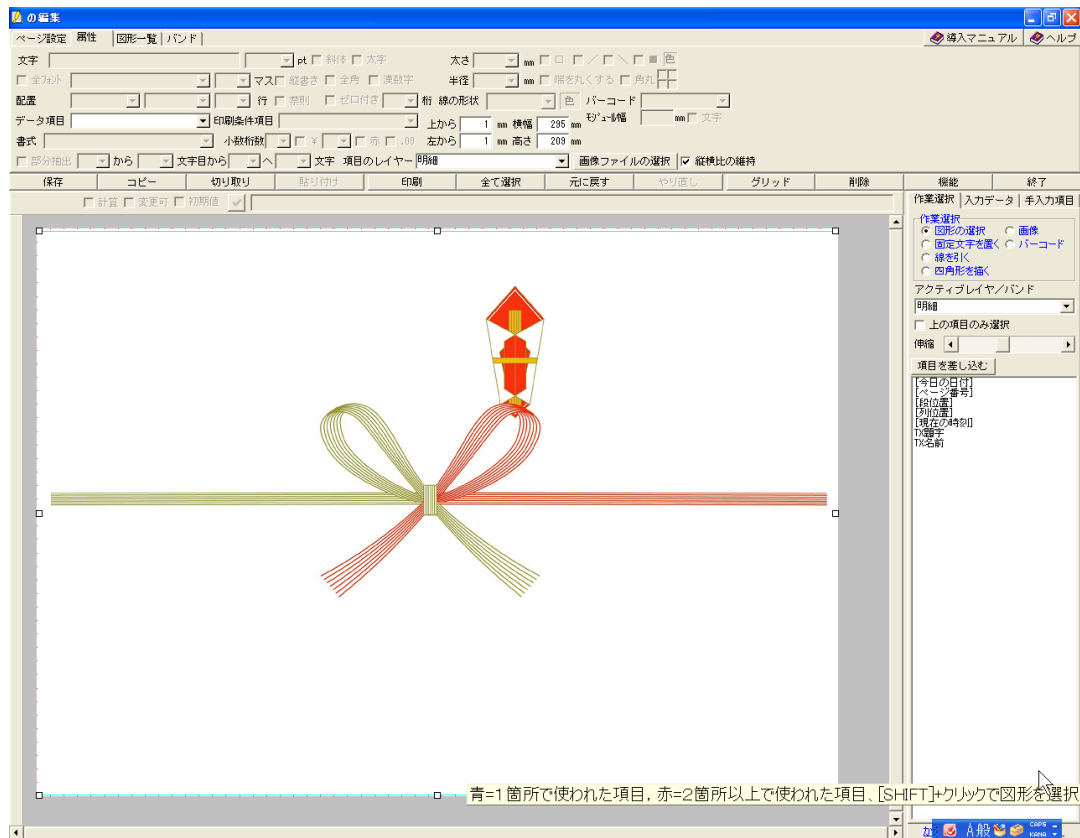 の編集
ページ設定 属性 図形一覧 バンド 導入マニュアル ヘルプ
文字 pt 斜体 太字 太さ mm 色
全フォント マス 縦書き 全角 連数字 半径 mm 端を丸くする 角丸
配置 行 禁則 ゼロ付き 桁 線の形状 色 バーコード
データ項目 印刷条件項目 上から 1 mm 横幅 295 mm ﾓｼﾞｭｰﾙ幅 mm 文字
書式 小数桁数 ¥ 赤 .00 左から 1 mm 高さ 209 mm
部分抽出 から 文字目から へ 文字 項目のレイヤー 明細 画像ファイルの選択 縦横比の維持
保存 コピー 切り取り 貼り付け 印刷 全て選択 元に戻す やり直し グリッド 削除 機能 終了
計算 変更可 初期値
作業選択 入力データ 手入力項目
作業選択
図形の選択 画像
固定文字を置く バーコード
線を引く
四角形を描く
アクティブレイヤ／バンド
明細
上の項目のみ選択
伸縮
項目を差し込む
[今日の日付]
[ページ番号]
[段位置]
[列位置]
[現在の時刻]
TX題字
TX名前
青=1箇所で使われた項目, 赤=2箇所以上で使われた項目、[SHIFT]+クリックで図形を選択
A 般 CAPS
KANA